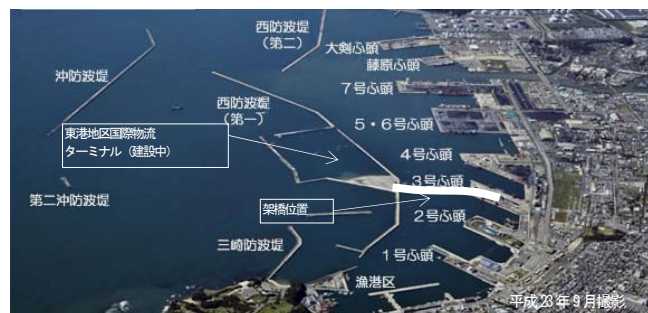 西防波堤
（第二）
大剣ふ頭
藤原ふ頭
沖防波堤
7号ふ頭
西防波堤
（第一）
5・6号ふ頭
東港地区国際物流
ターミナル（建設中）
4号ふ頭
3号ふ頭
第二沖防波堤
架橋位置
2号ふ頭
三崎防波堤
1号ふ頭
漁港区
平成23年9月撮影